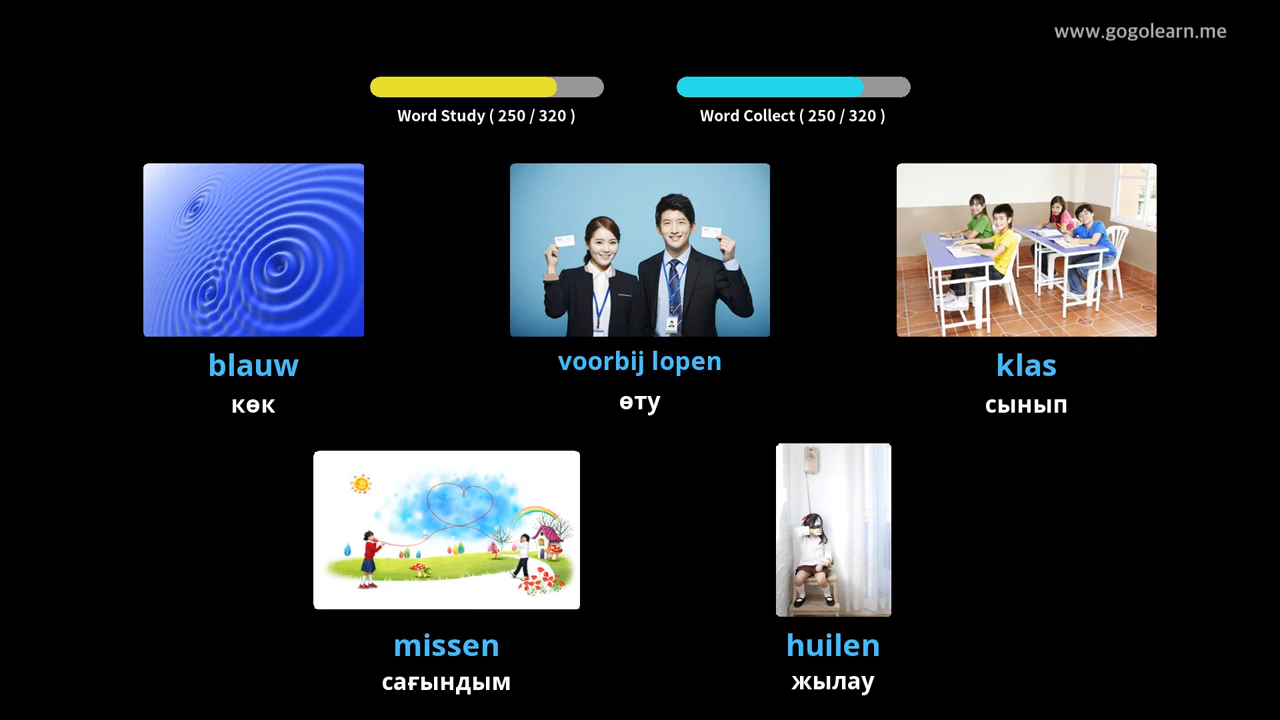 www.gogolearn.me
Word Study ( 250 / 320 )
Word Collect ( 250 / 320 )
blauw
көк
voorbij lopen
өту
klas
сынып
missen
сағындым
huilen
жылау